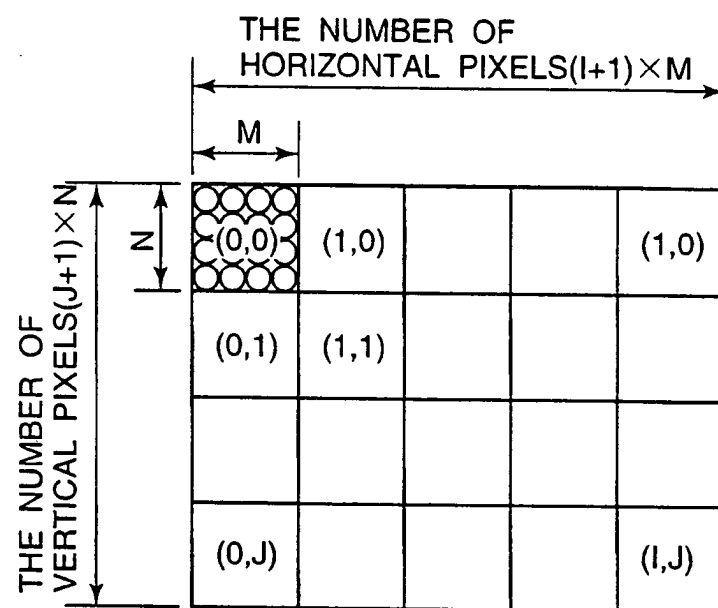 THE NUMBER OF
HORIZONTAL PIXELS(I+1)×M
M
THE NUMBER OF
VERTICAL PIXELS(J+1)×N
N
(0,0) (1,0) (1,0)
(0,1) (1,1)
(0,J) (I,J)